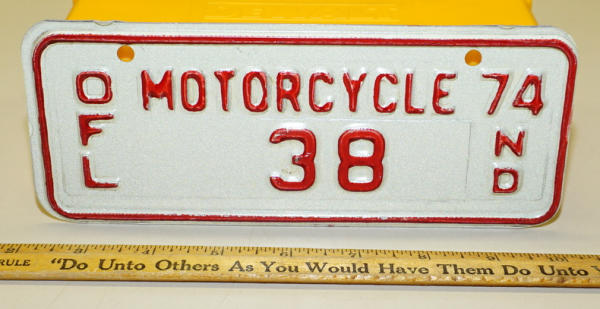 OFL MOTORCYCLE 74
38 ND
RULE "Do Unto Others As You Would Have Them Do Unto Y